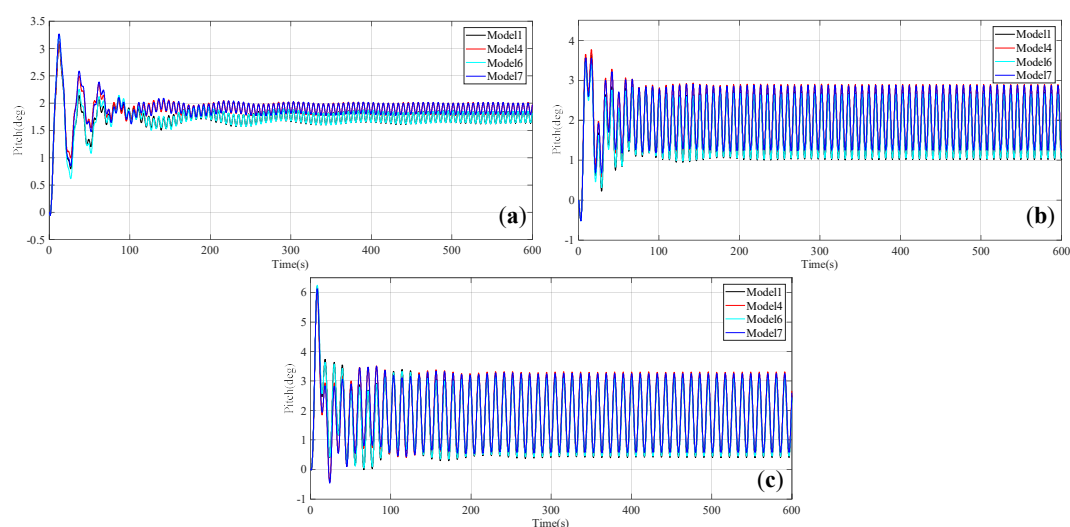 3.5
3
2.5
2
1.5
1
0.5
0
-0.5
Pitch(deg)
Model1
Model4
Model6
Model7
(a)
0 100 200 300 400 500 600
Time(s)
4
3
2
1
0
-1
Pitch(deg)
Model1
Model4
Model6
Model7
(b)
0 100 200 300 400 500 600
Time(s)
6
5
4
3
2
1
0
-1
Pitch(deg)
Model1
Model4
Model6
Model7
(c)
0 100 200 300 400 500 600
Time(s)